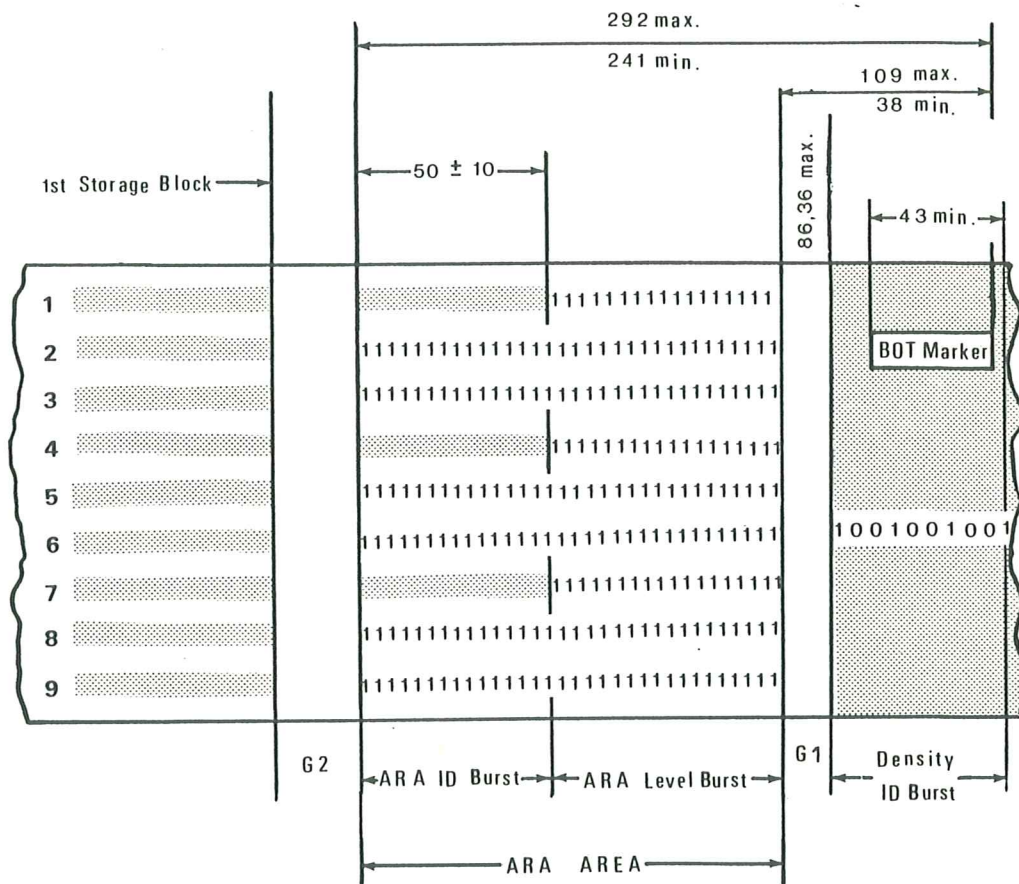 292 max.
241 min.
109 max.
38 min.
86,36 max.
50 ± 10
1st Storage Block
43 min.
1 1111111111111111
2 1111111111111111111111111111111
BOT Marker
3 1111111111111111111111111111111
4 11111111111111111
5 1111111111111111111111111111111
6 1111111111111111111111111111111 1001001001
7 11111111111111111
8 1111111111111111111111111111111
9 1111111111111111111111111111111
G2
ARA ID Burst
ARA Level Burst
G1
Density
ID Burst
ARA AREA